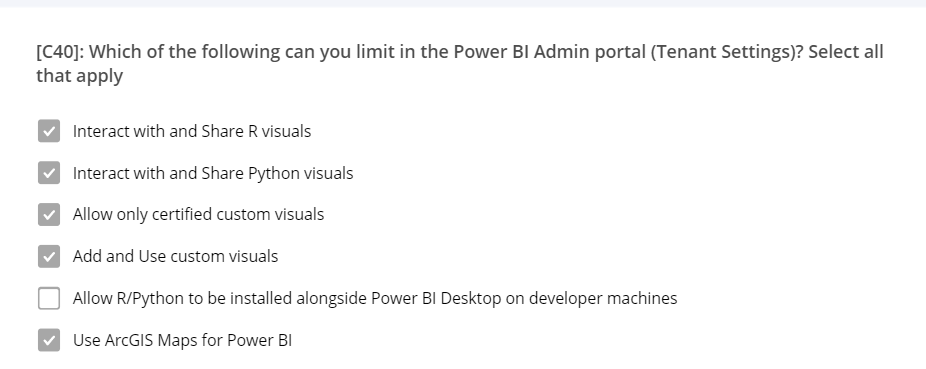 [C40]: Which of the following can you limit in the Power BI Admin portal (Tenant Settings)? Select all
that apply
Interact with and Share R visuals
Interact with and Share Python visuals
Allow only certified custom visuals
Add and Use custom visuals
Allow R/Python to be installed alongside Power BI Desktop on developer machines
Use ArcGIS Maps for Power BI